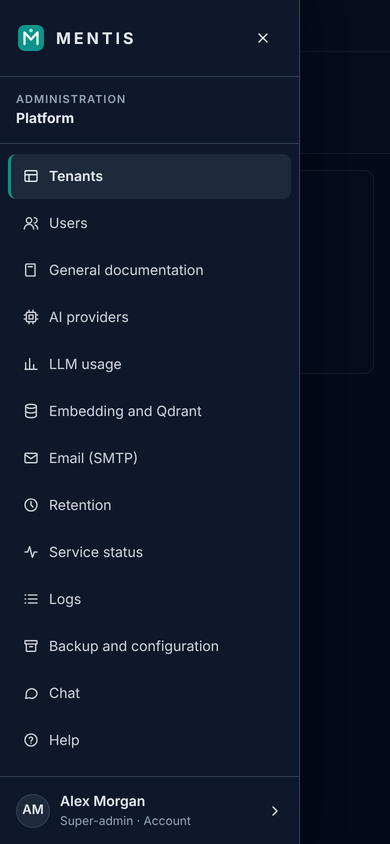 MENTIS
ADMINISTRATION
Platform
Tenants
Users
General documentation
AI providers
LLM usage
Embedding and Qdrant
Email (SMTP)
Retention
Service status
Logs
Backup and configuration
Chat
Help
AM
Alex Morgan
Super-admin · Account